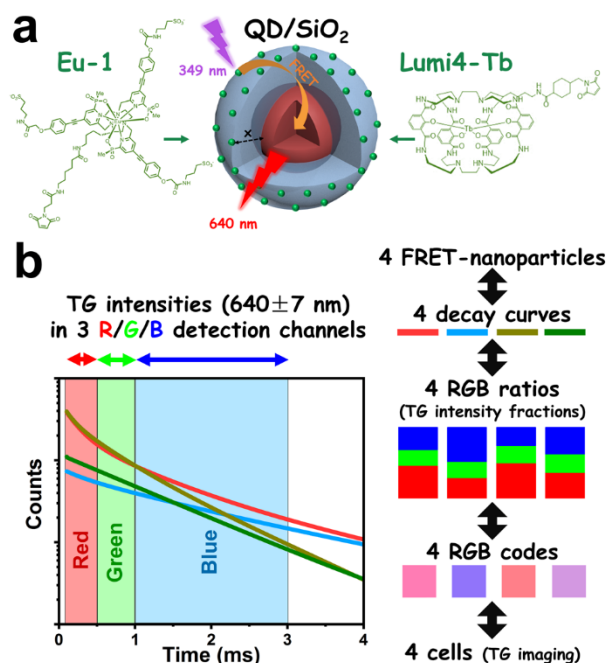 a
Eu-1
349 nm
QD/SiO₂
FRET
x
640 nm
Lumi4-Tb
b
TG intensities (640±7 nm)
in 3 R/G/B detection channels
Counts
Red
Green
Blue
0 1 2 3 4
Time (ms)
4 FRET-nanoparticles
4 decay curves
4 RGB ratios
(TG intensity fractions)
4 RGB codes
4 cells (TG imaging)